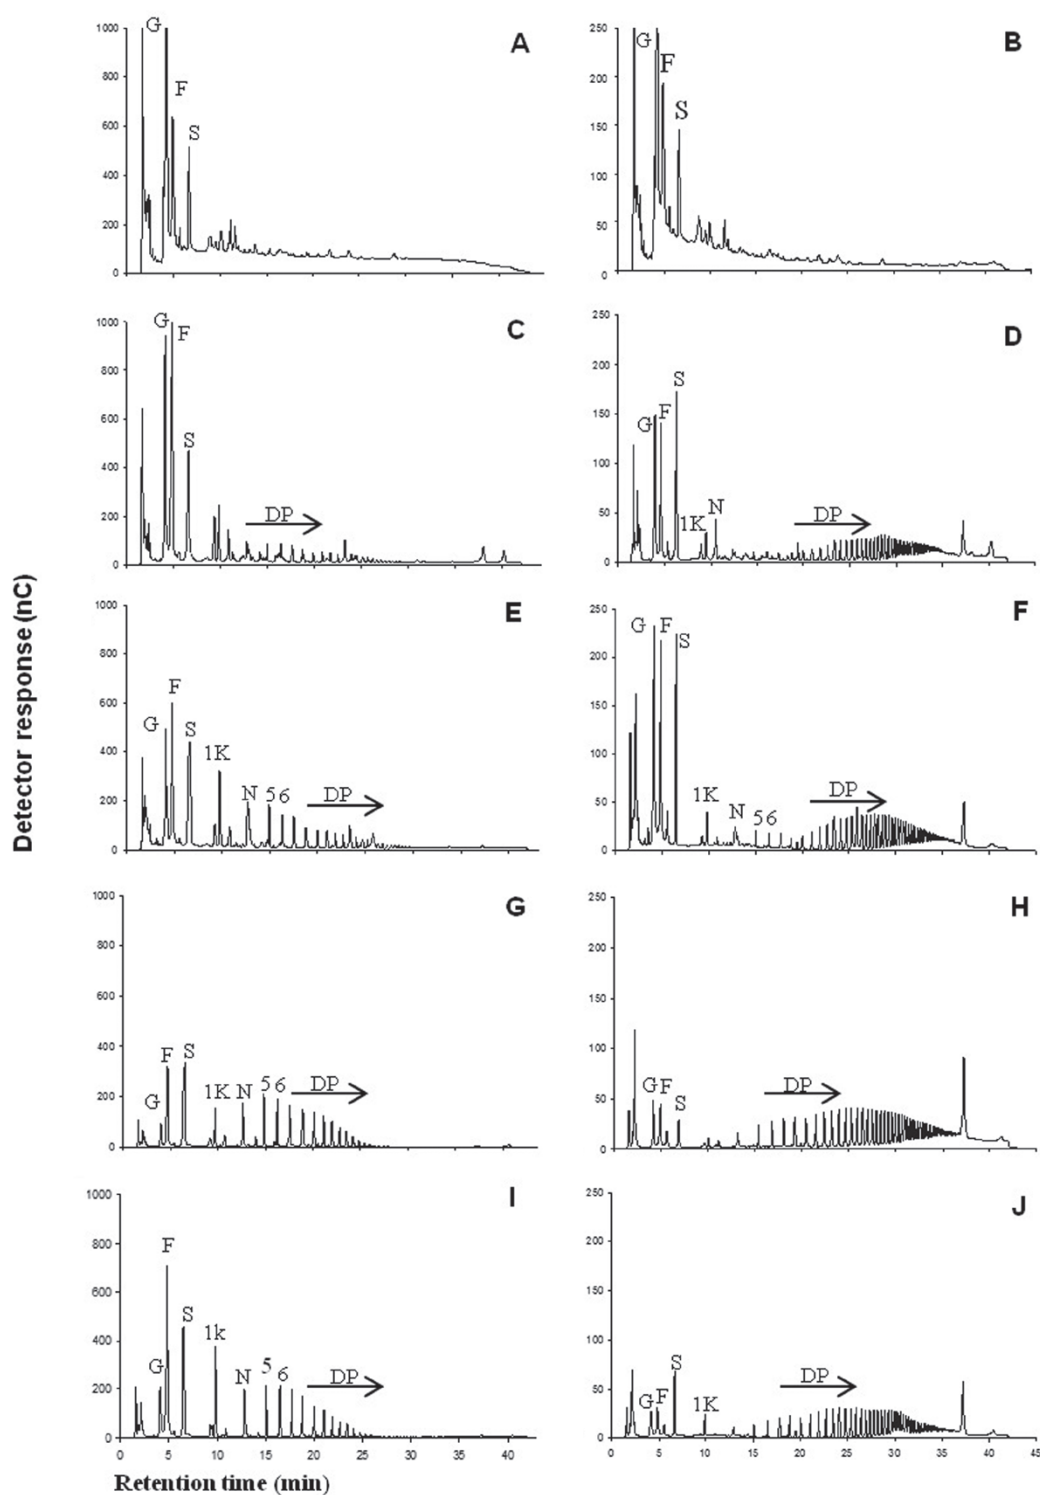 G
A
F
S
1000
800
600
400
200
0
G
B
F
S
250
200
150
100
50
0
G
C
F
S
DP
1000
800
600
400
200
0
D
S
G F
1K N
DP
250
200
150
100
50
0
E
F
G S
1K
N 5 6 DP
1000
800
600
400
200
0
F
G F S
1K N 5 6
DP
250
200
150
100
50
0
G
F S
G 1K N 5 6 DP
1000
800
600
400
200
0
H
G F S
DP
250
200
150
100
50
0
I
F
S
1k
G N 5 6 DP
1000
800
600
400
200
0
0 5 10 15 20 25 30 35 40
J
S
G F 1K
DP
250
200
150
100
50
0
0 5 10 15 20 25 30 35 40 45
Detector response (nC)
Retention time (min)